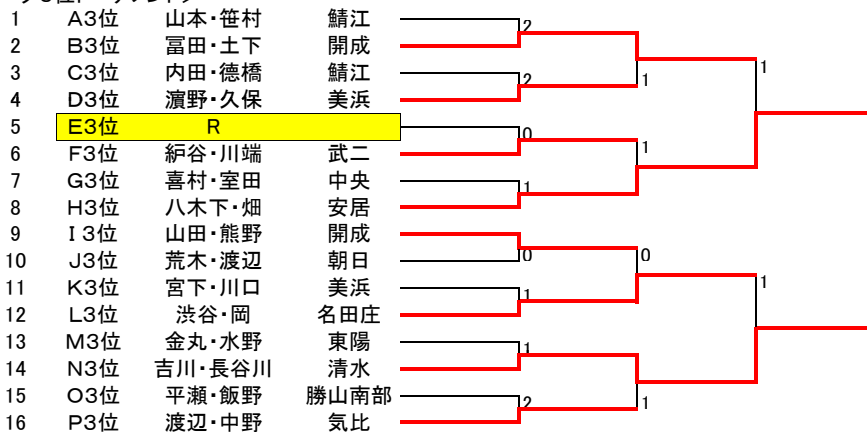 1 A3位 山本・笹村 鯖江
2 B3位 冨田・土下 開成
3 C3位 内田・德橋 鯖江
4 D3位 濵野・久保 美浜
5 E3位 R
6 F3位 紺谷・川端 武二
7 G3位 喜村・室田 中央
8 H3位 八木下・畑 安居
9 I3位 山田・熊野 開成
10 J3位 荒木・渡辺 朝日
11 K3位 宮下・川口 美浜
12 L3位 渋谷・岡 名田庄
13 M3位 金丸・水野 東陽
14 N3位 吉川・長谷川 清水
15 O3位 平瀬・飯野 勝山南部
16 P3位 渡辺・中野 気比
2
2
0
1
0
1
1
2
1
1
0
1
1
1